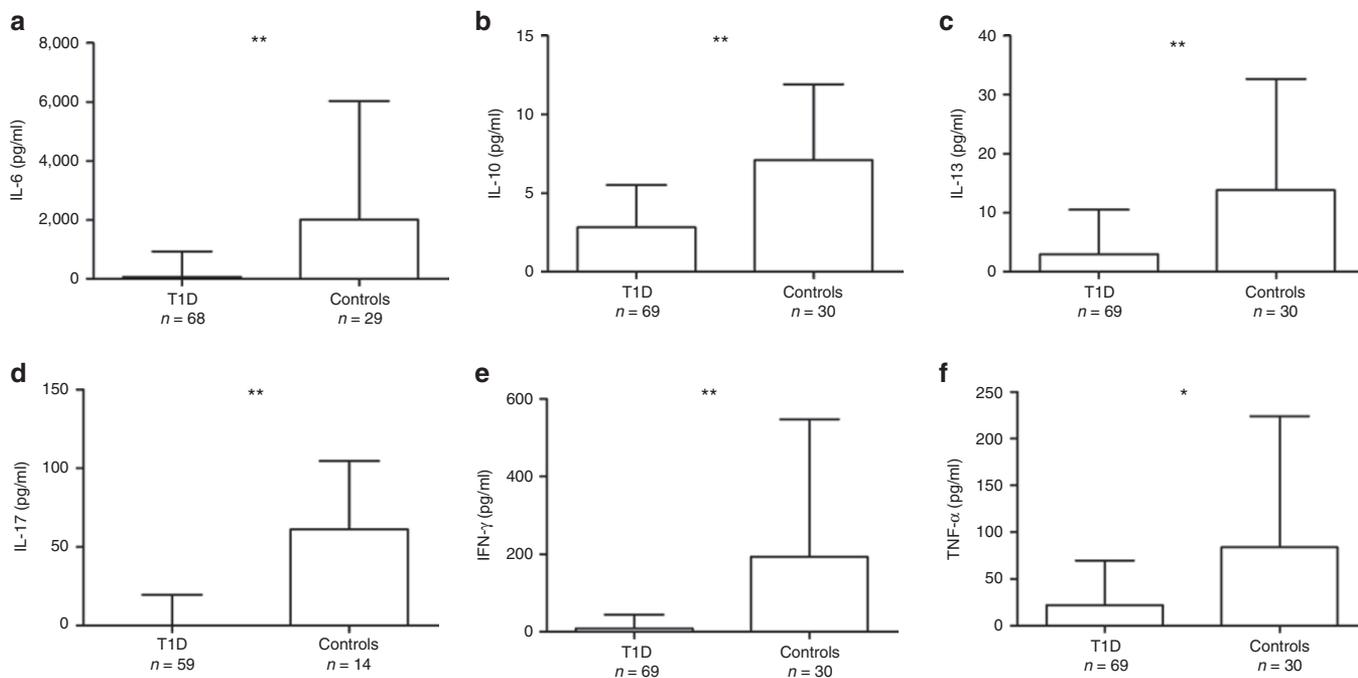 a
8,000
6,000
4,000
2,000
0
IL-6 (pg/ml)
**
T1D
n = 68
Controls
n = 29
b
15
10
5
0
IL-10 (pg/ml)
**
T1D
n = 69
Controls
n = 30
c
40
30
20
10
0
IL-13 (pg/ml)
**
T1D
n = 69
Controls
n = 30
d
150
100
50
0
IL-17 (pg/ml)
**
T1D
n = 59
Controls
n = 14
e
600
400
200
0
IFN-γ (pg/ml)
**
T1D
n = 69
Controls
n = 30
f
250
200
150
100
50
0
TNF-α (pg/ml)
*
T1D
n = 69
Controls
n = 30